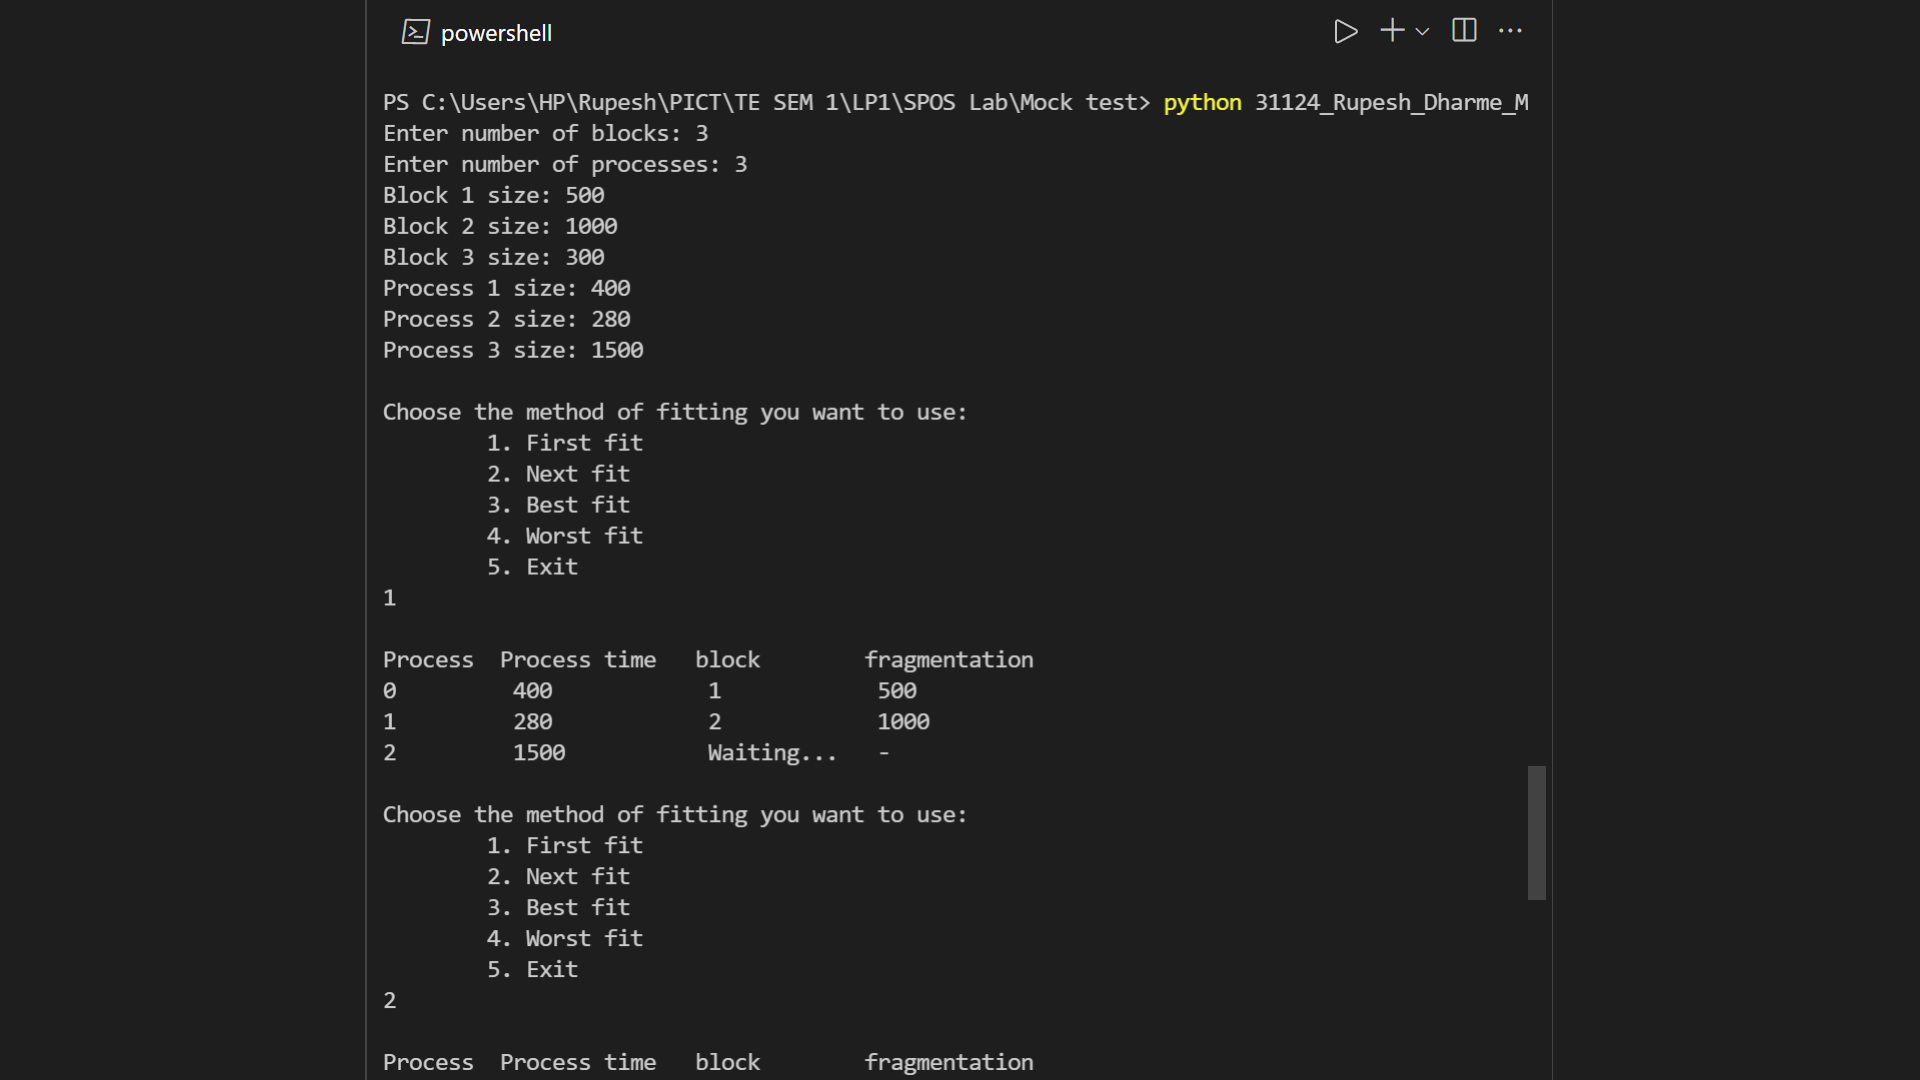 powershell
PS C:\Users\HP\Rupesh\PICT\TE SEM 1\LP1\SPOS Lab\Mock test> python 31124_Rupesh_Dharme_M
Enter number of blocks: 3
Enter number of processes: 3
Block 1 size: 500
Block 2 size: 1000
Block 3 size: 300
Process 1 size: 400
Process 2 size: 280
Process 3 size: 1500
Choose the method of fitting you want to use:
1. First fit
2. Next fit
3. Best fit
4. Worst fit
5. Exit
1
Process Process time block fragmentation
0 400 1 500
1 280 2 1000
2 1500 Waiting... -
Choose the method of fitting you want to use:
1. First fit
2. Next fit
3. Best fit
4. Worst fit
5. Exit
2
Process Process time block fragmentation